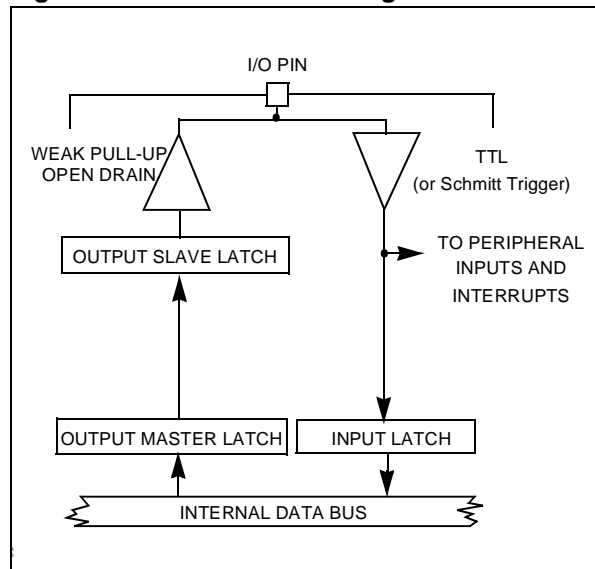 I/O PIN
WEAK PULL-UP
OPEN DRAIN
TTL
(or Schmitt Trigger)
TO PERIPHERAL
INPUTS AND
INTERRUPTS
OUTPUT SLAVE LATCH
OUTPUT MASTER LATCH
INPUT LATCH
INTERNAL DATA BUS